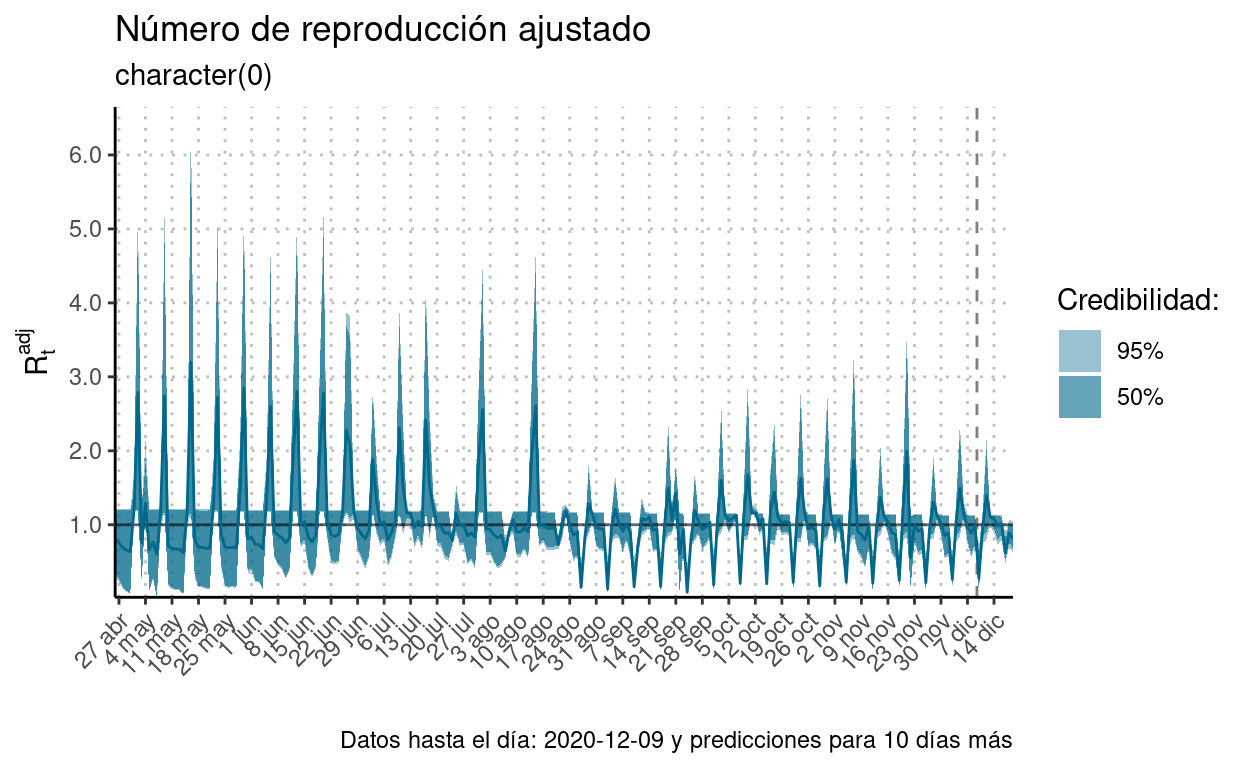 Número de reproducción ajustado
character(0)
6.0
5.0
4.0
3.0
2.0
1.0
R_t^adj
27 abr
4 may
11 may
18 may
25 may
1 jun
8 jun
15 jun
22 jun
29 jun
6 jul
13 jul
20 jul
27 jul
3 ago
10 ago
17 ago
24 ago
31 ago
7 sep
14 sep
21 sep
28 sep
5 oct
12 oct
19 oct
26 oct
2 nov
9 nov
16 nov
23 nov
30 nov
7 dic
14 dic
Credibilidad:
95%
50%
Datos hasta el día: 2020-12-09 y predicciones para 10 días más